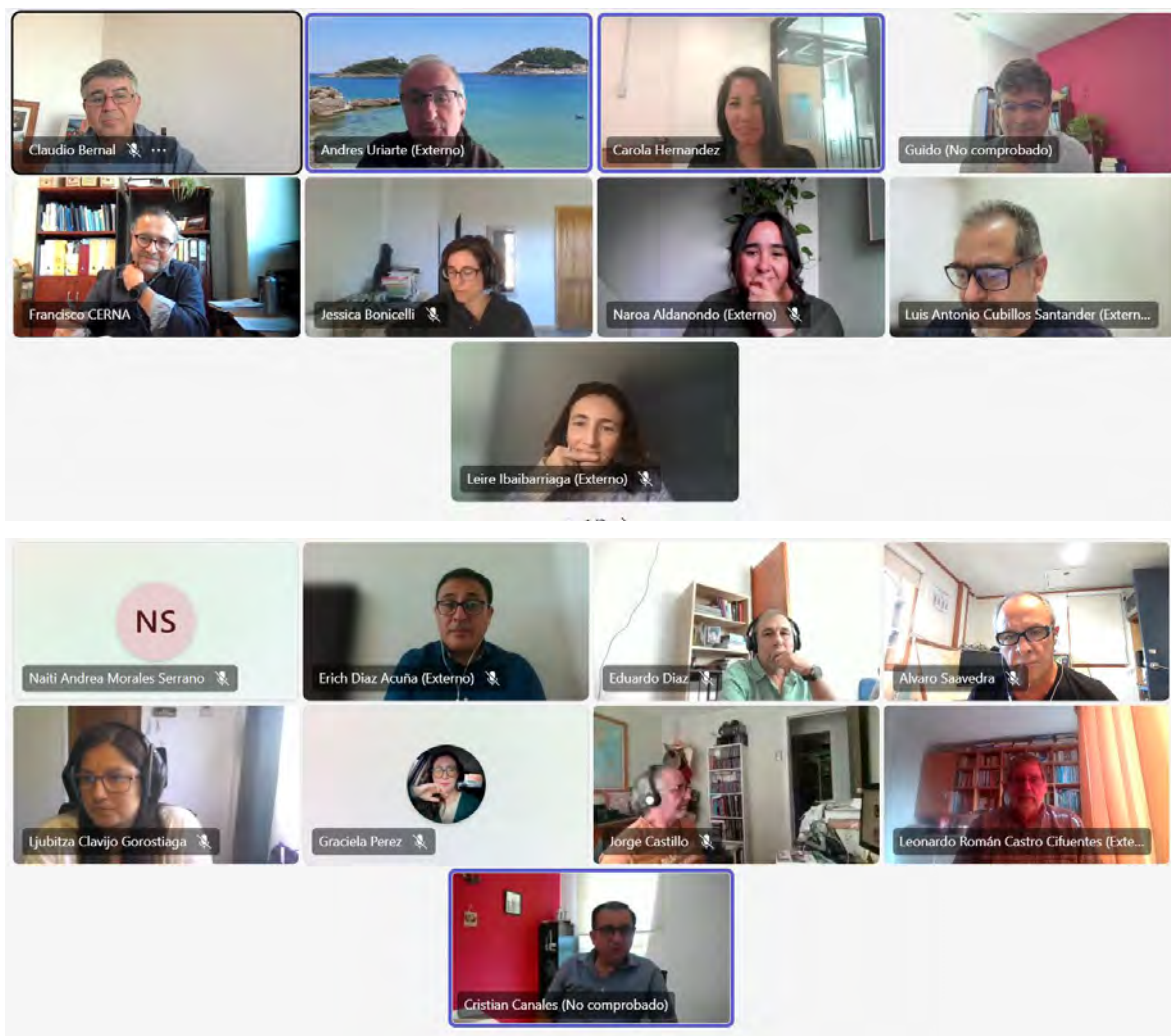 Claudio Bernal ···
Andres Uriarte (Externo)
Carola Hernandez
Guido (No comprobado)
Francisco CERNA
Jessica Bonicelli
Naroa Aldanondo (Externo)
Luis Antonio Cubillos Santander (Extern...
Leire Ibaibarriaga (Externo)
NS
Naiti Andrea Morales Serrano
Erich Diaz Acuña (Externo)
Eduardo Diaz
Alvaro Saavedra
Ljubitza Clavijo Gorostiaga
Graciela Perez
Jorge Castillo
Leonardo Román Castro Cifuentes (Exte...
Cristian Canales (No comprobado)